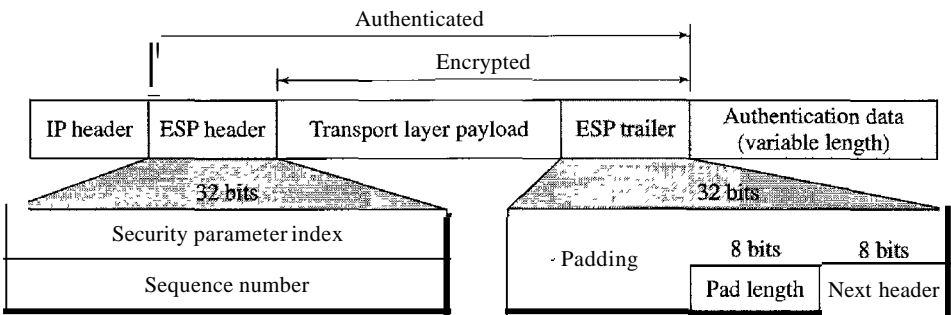 Authenticated
Encrypted
IP header
ESP header
Transport layer payload
ESP trailer
Authentication data
(variable length)
32 bits
32 bits
Security parameter index
Sequence number
Padding
8 bits
8 bits
Pad length
Next header